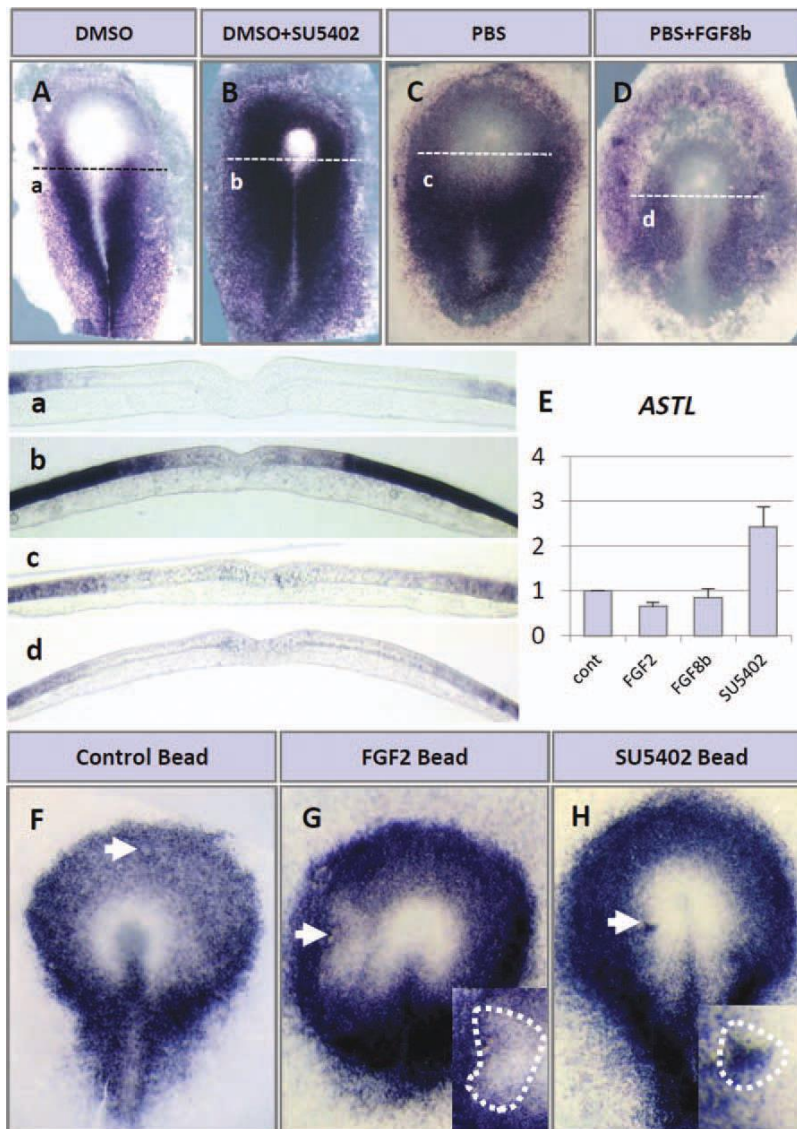 DMSO DMSO+SU5402 PBS PBS+FGF8b
A B C D
a b c d
a
E ASTL
b
4
3
c
2
1
d
0
cont FGF2 FGF8b SU5402
Control Bead FGF2 Bead SU5402 Bead
F G H